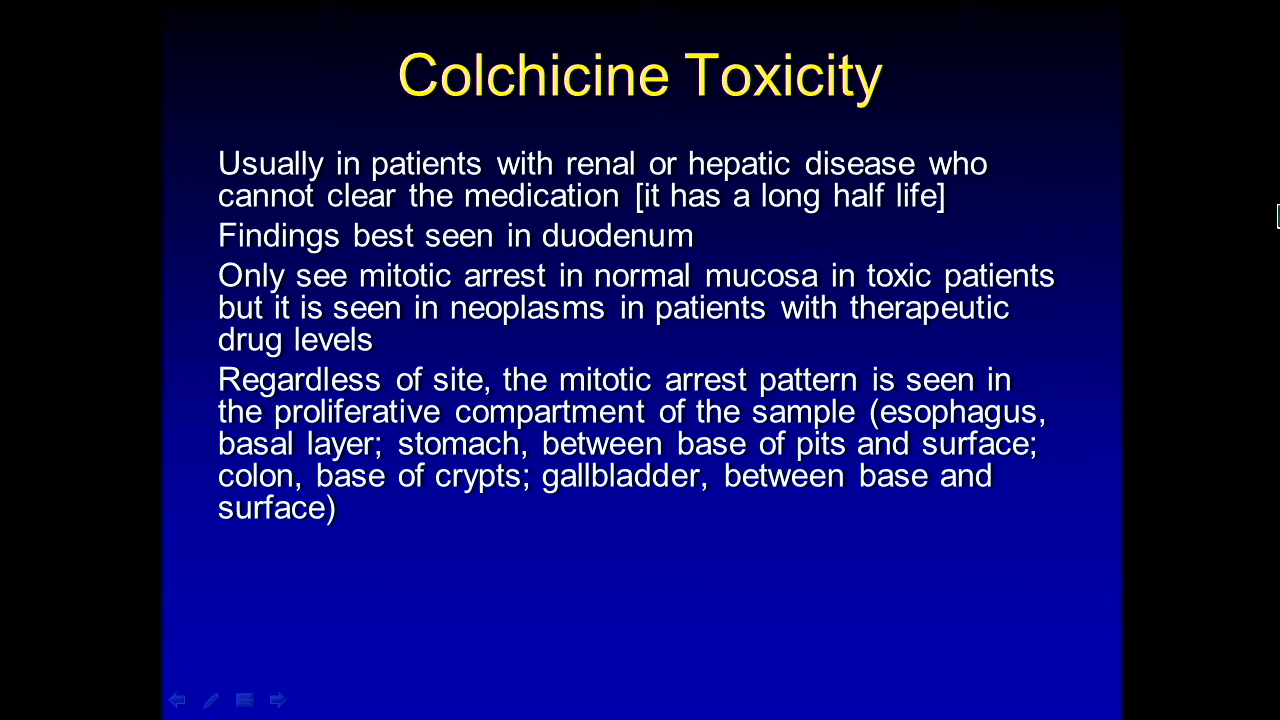 Colchicine Toxicity
Usually in patients with renal or hepatic disease who
cannot clear the medication [it has a long half life]
Findings best seen in duodenum
Only see mitotic arrest in normal mucosa in toxic patients
but it is seen in neoplasms in patients with therapeutic
drug levels
Regardless of site, the mitotic arrest pattern is seen in
the proliferative compartment of the sample (esophagus,
basal layer; stomach, between base of pits and surface;
colon, base of crypts; gallbladder, between base and
surface)